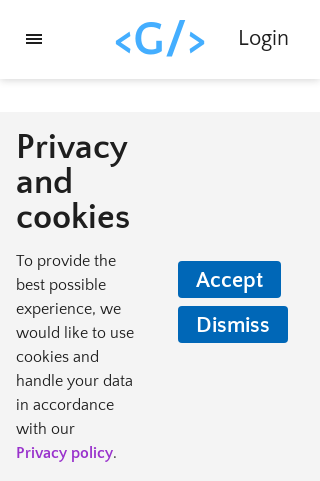 <G/>
Login
Privacy
and
cookies
To provide the
best possible
experience, we
would like to use
cookies and
handle your data
in accordance
with our
Privacy policy.
Accept
Dismiss